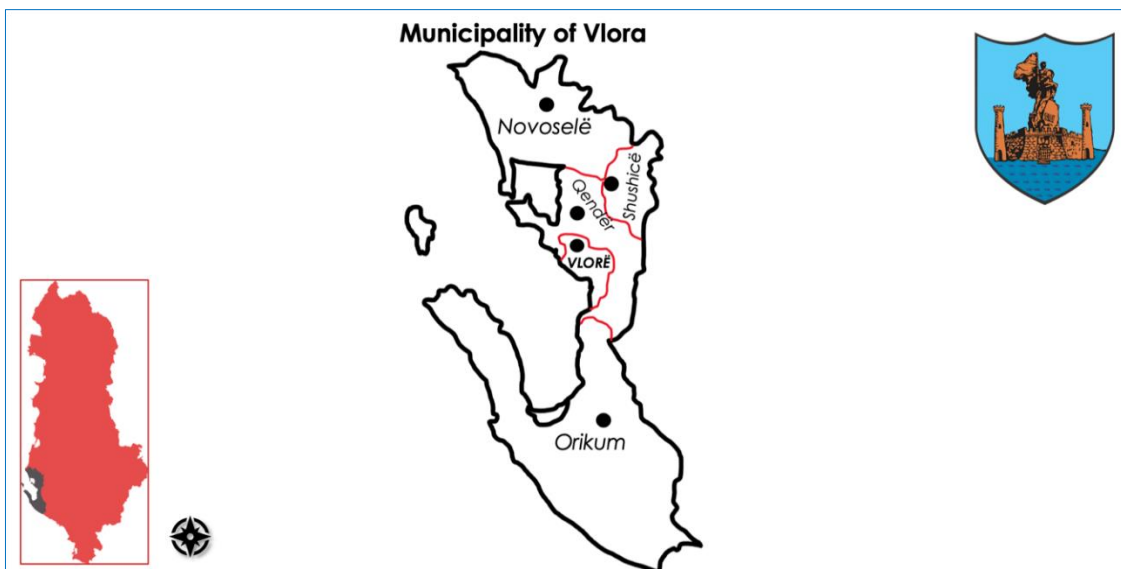 Municipality of Vlora
Novoselë
Shushicë
Qendër
VLORË
Orikum